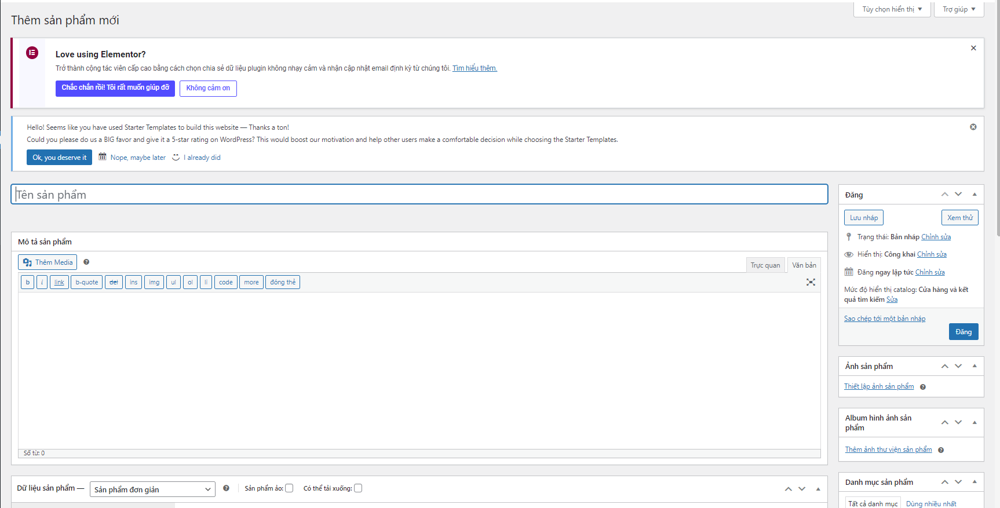 Tùy chọn hiển thị
Trợ giúp
Thêm sản phẩm mới
Love using Elementor?
Trở thành cộng tác viên cấp cao bằng cách chọn chia sẻ dữ liệu plugin không nhạy cảm và nhận cập nhật email định kỳ từ chúng tôi. Tìm hiểu thêm.
Chắc chắn rồi! Tôi rất muốn giúp đỡ
Không cảm ơn
Hello! Seems like you have used Starter Templates to build this website — Thanks a ton!
Could you please do us a BIG favor and give it a 5-star rating on WordPress? This would boost our motivation and help other users make a comfortable decision while choosing the Starter Templates.
Ok, you deserve it
Nope, maybe later
I already did
Tên sản phẩm
Mô tả sản phẩm
Thêm Media
Trực quan
Văn bản
b
i
link
b-quote
del
ins
img
ul
ol
li
code
more
đóng thẻ
Số từ: 0
Dữ liệu sản phẩm —
Sản phẩm đơn giản
Sản phẩm ảo:
Có thể tải xuống:
Đăng
Lưu nháp
Xem thử
Trạng thái: Bản nháp Chỉnh sửa
Hiển thị: Công khai Chỉnh sửa
Đăng ngay lập tức Chỉnh sửa
Mức độ hiển thị catalog: Cửa hàng và kết
quả tìm kiếm Sửa
Sao chép tới một bản nháp
Đăng
Ảnh sản phẩm
Thiết lập ảnh sản phẩm
Album hình ảnh sản
phẩm
Thêm ảnh thư viện sản phẩm
Danh mục sản phẩm
Tất cả danh mục
Dùng nhiều nhất